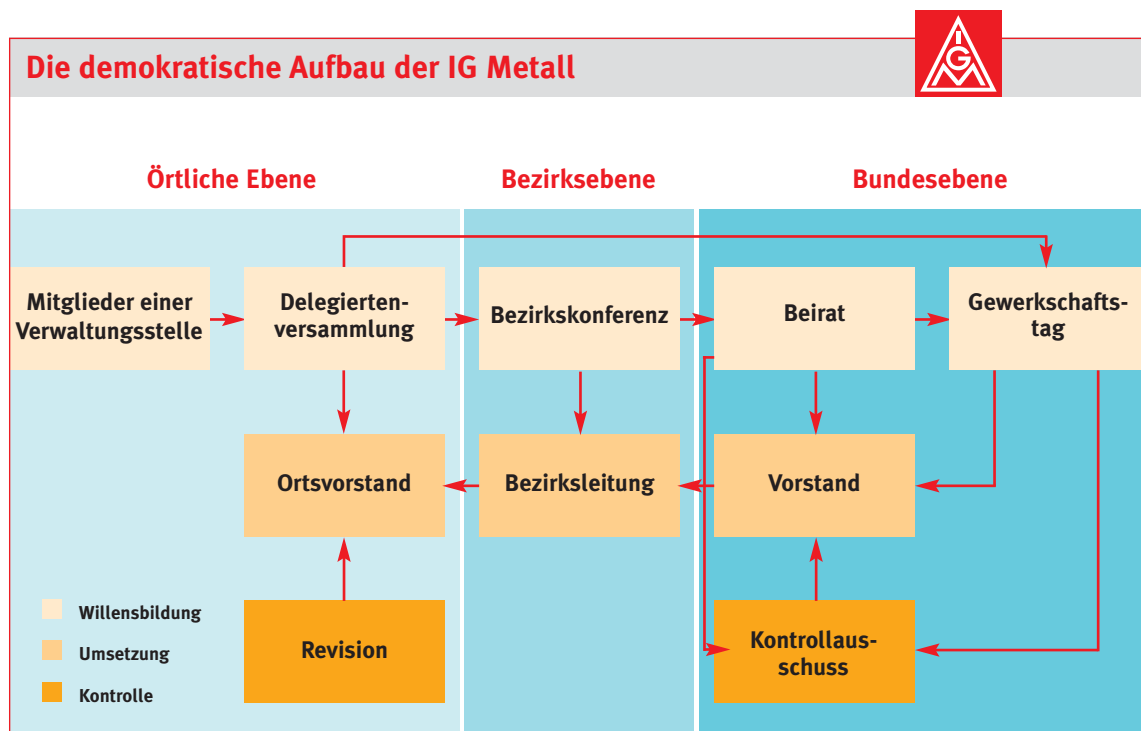 Die demokratische Aufbau der IG Metall
IGM
Örtliche Ebene
Bezirksebene
Bundesebene
Mitglieder einer
Verwaltungsstelle
Delegierten-
versammlung
Bezirkskonferenz
Beirat
Gewerkschafts-
tag
Ortsvorstand
Bezirksleitung
Vorstand
Willensbildung
Umsetzung
Kontrolle
Revision
Kontrollaus-
schuss